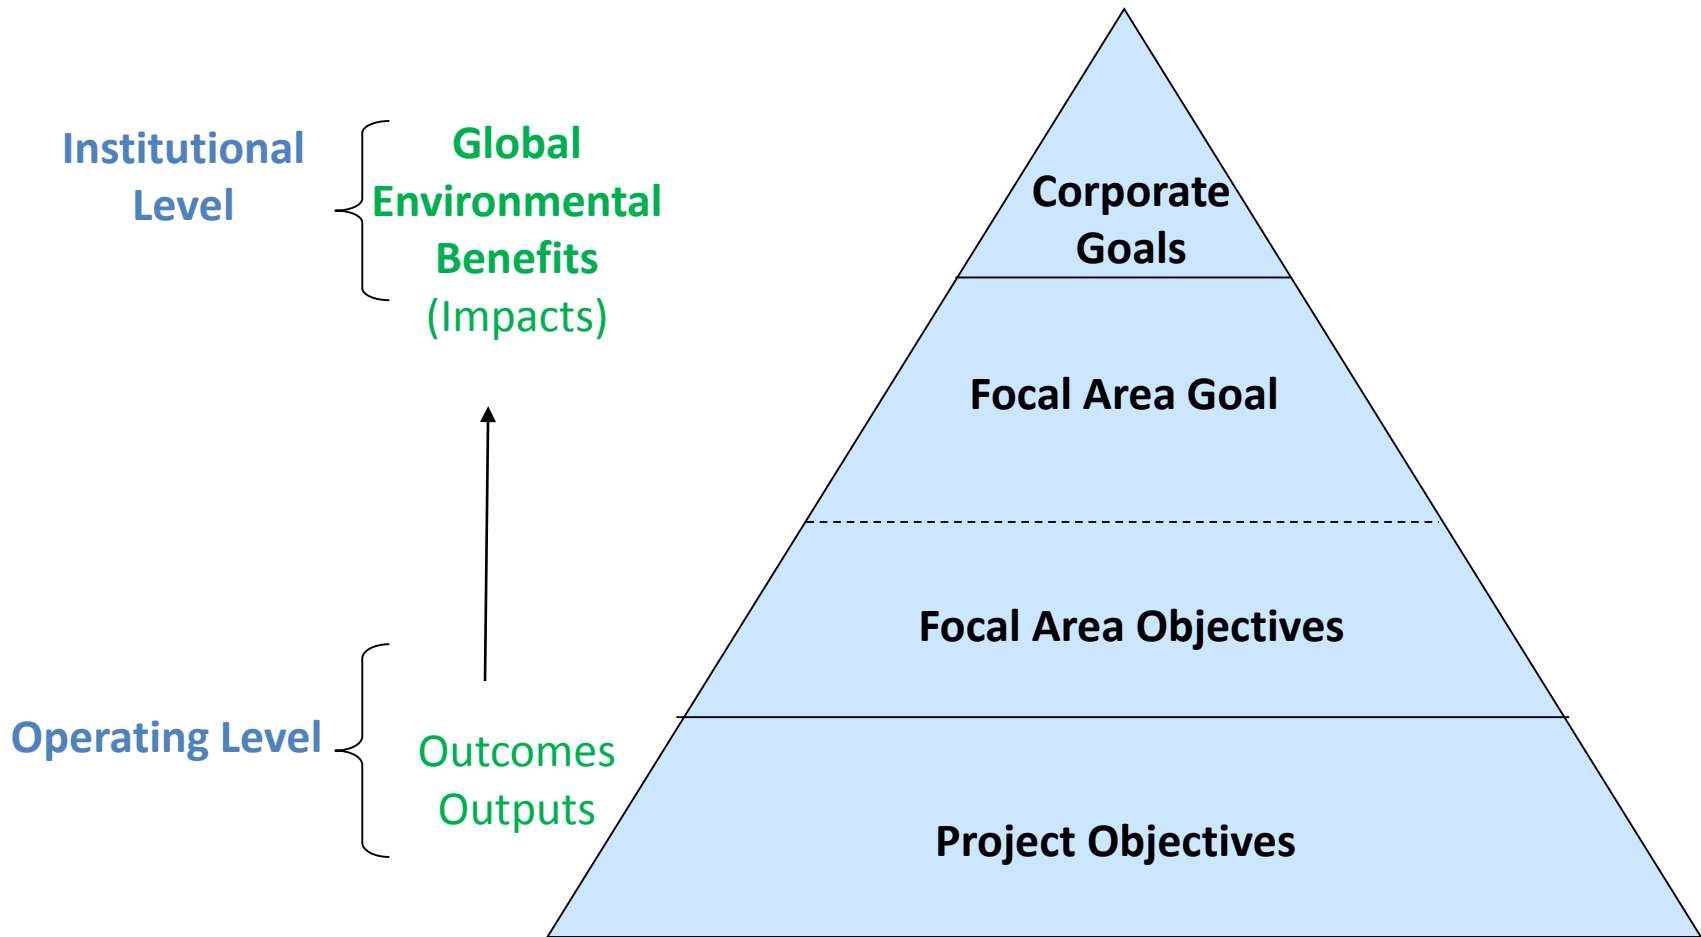 Institutional
Level
Global
Environmental
Benefits
(Impacts)
Operating Level
Outcomes
Outputs
Corporate
Goals
Focal Area Goal
Focal Area Objectives
Project Objectives